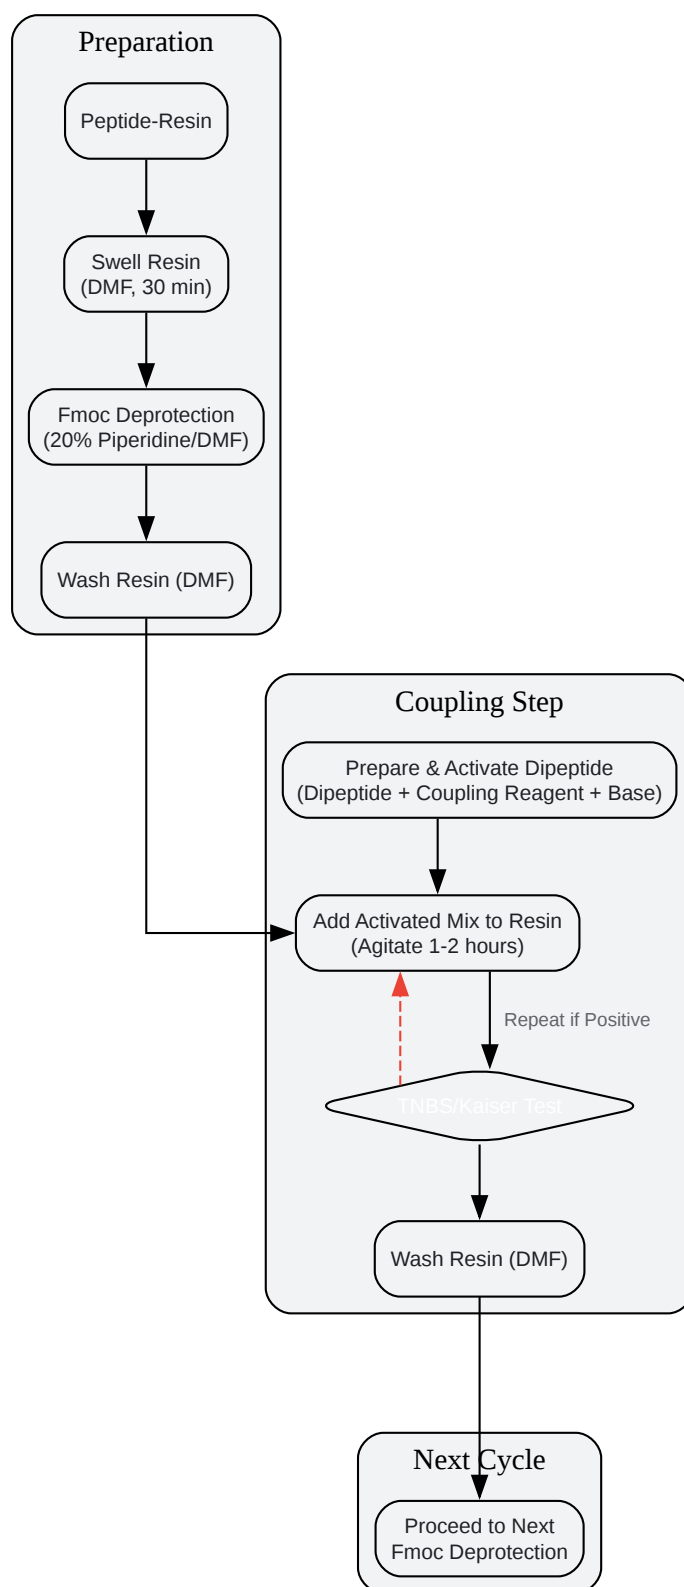 Preparation
Peptide-Resin
Swell Resin
(DMF, 30 min)
Fmoc Deprotection
(20% Piperidine/DMF)
Wash Resin (DMF)
Coupling Step
Prepare & Activate Dipeptide
(Dipeptide + Coupling Reagent + Base)
Add Activated Mix to Resin
(Agitate 1-2 hours)
Repeat if Positive
TNBS/Kaiser Test
Wash Resin (DMF)
Next Cycle
Proceed to Next
Fmoc Deprotection